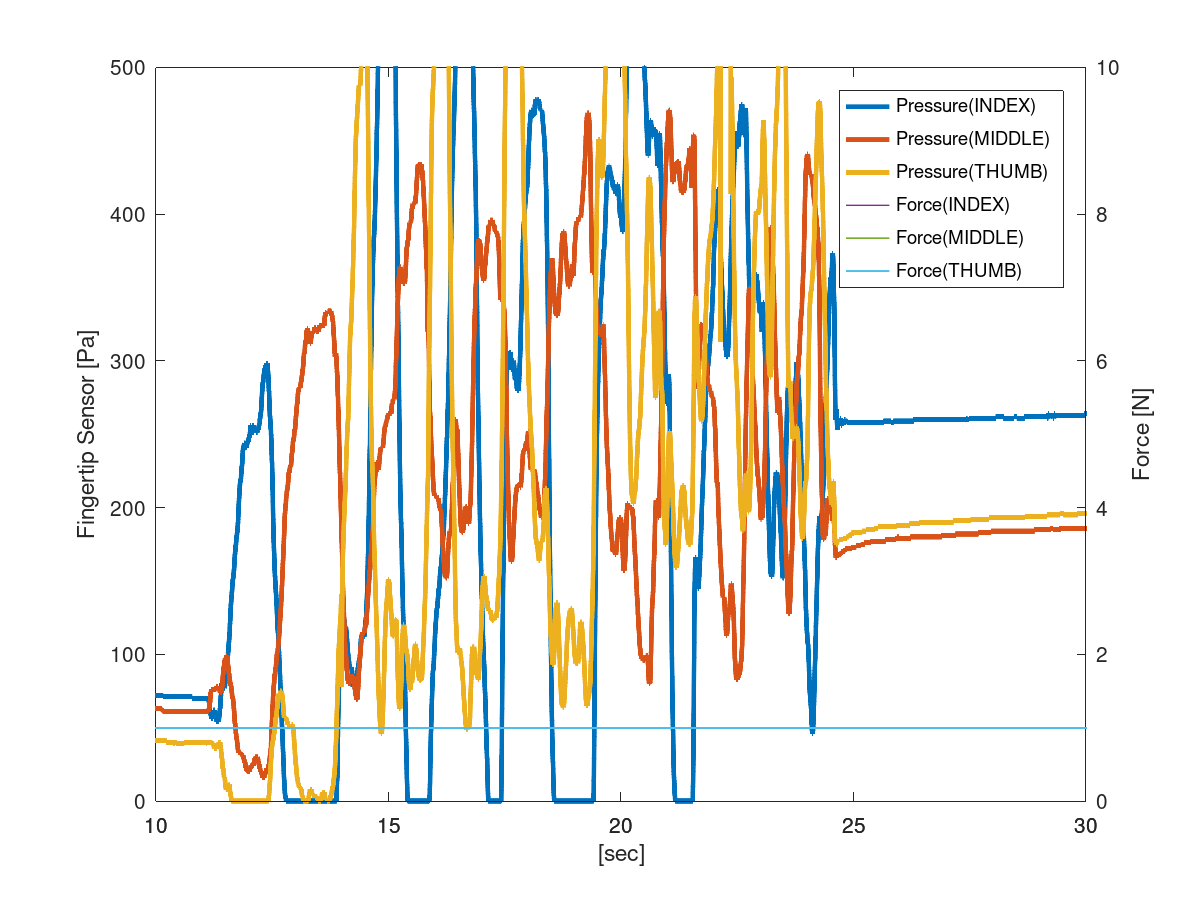 500
400
300
200
100
0
10
8
6
4
2
0
Fingertip Sensor [Pa]
Force [N]
Pressure(INDEX)
Pressure(MIDDLE)
Pressure(THUMB)
Force(INDEX)
Force(MIDDLE)
Force(THUMB)
10 15 20 25 30
[sec]